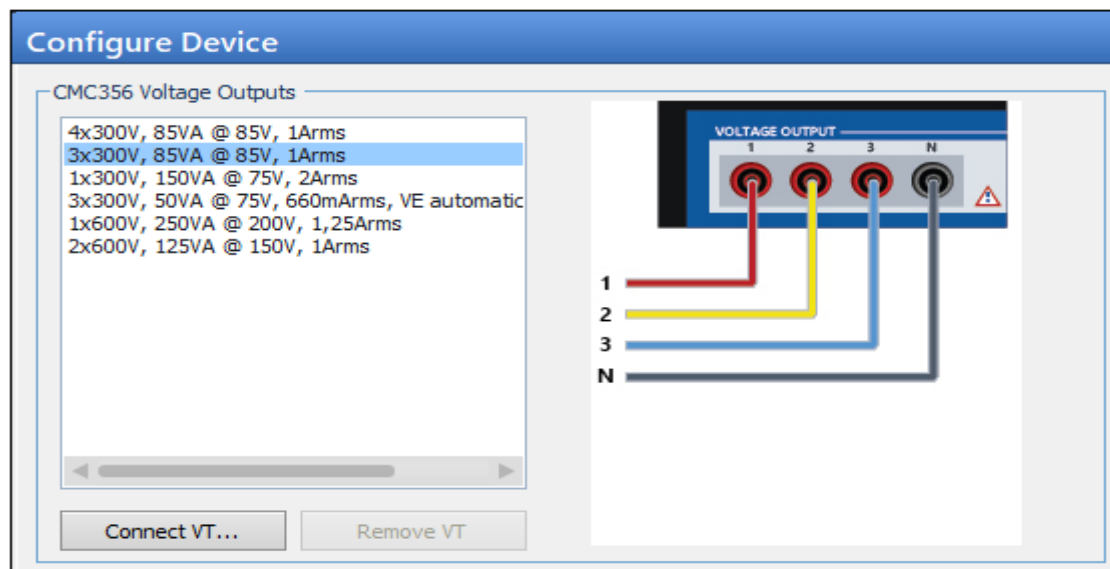 Configure Device
CMC356 Voltage Outputs
4x300V, 85VA @ 85V, 1Arms
3x300V, 85VA @ 85V, 1Arms
1x300V, 150VA @ 75V, 2Arms
3x300V, 50VA @ 75V, 660mArms, VE automatic
1x600V, 250VA @ 200V, 1,25Arms
2x600V, 125VA @ 150V, 1Arms
Connect VT...
Remove VT
VOLTAGE OUTPUT
1 2 3 N
1
2
3
N